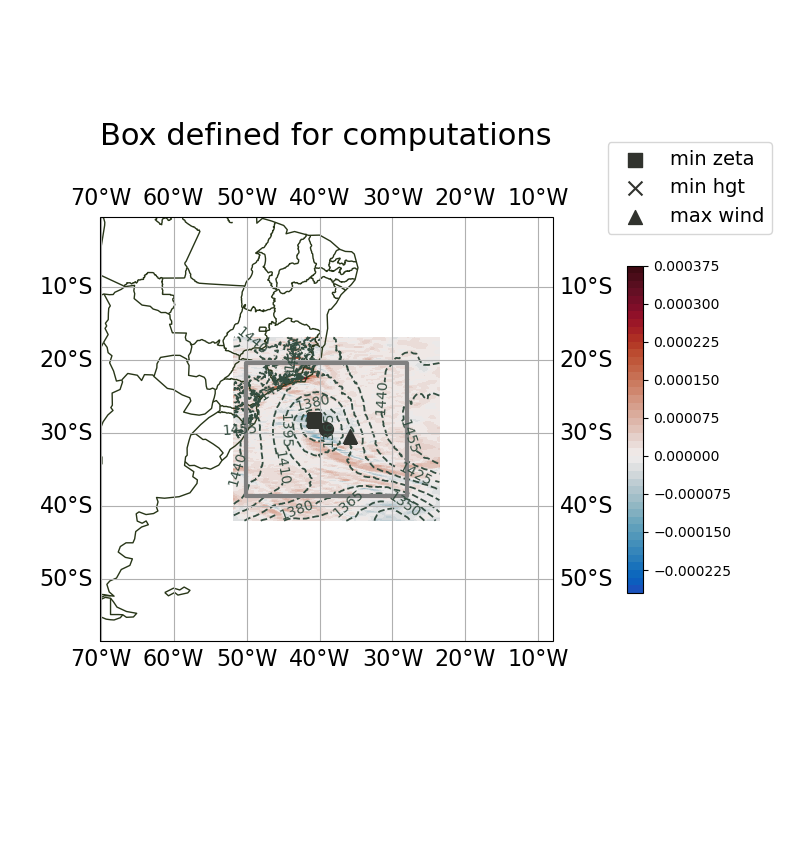 Box defined for computations
min zeta
min hgt
max wind
70°W 60°W 50°W 40°W 30°W 20°W 10°W
10°S 10°S
20°S 20°S
30°S 30°S
40°S 40°S
50°S 50°S
70°W 60°W 50°W 40°W 30°W 20°W 10°W
1380
1440
1395
1455
1410
1440
1425
1380
1365
1350
0.000375
0.000300
0.000225
0.000150
0.000075
0.000000
−0.000075
−0.000150
−0.000225